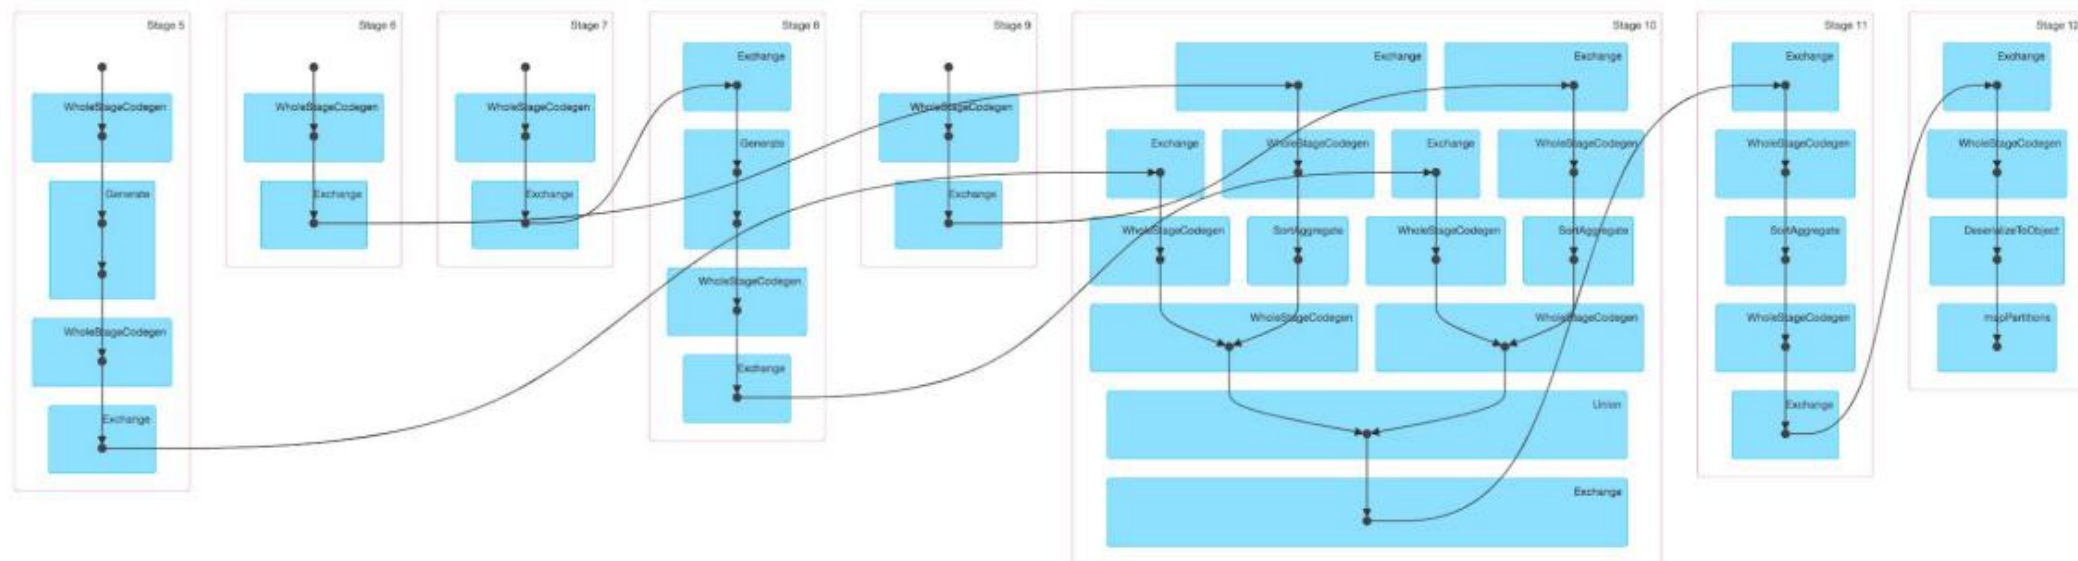 Stage 5
WholeStageCodegen
Generate
WholeStageCodegen
Exchange
Stage 6
WholeStageCodegen
Exchange
Stage 7
WholeStageCodegen
Exchange
Stage 8
Exchange
Generate
WholeStageCodegen
Exchange
Stage 9
WholeStageCodegen
Exchange
Stage 10
Exchange Exchange
Exchange WholeStageCodegen Exchange WholeStageCodegen
WholeStageCodegen SortAggregate WholeStageCodegen SortAggregate
WholeStageCodegen WholeStageCodegen
Union
Exchange
Stage 11
Exchange
WholeStageCodegen
SortAggregate
WholeStageCodegen
Exchange
Stage 12
Exchange
WholeStageCodegen
DeserializeToObject
mapPartitions